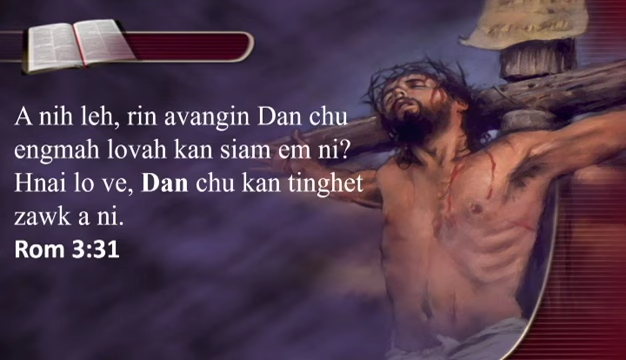 A nih leh, rin avangin Dan chu
engmah lovah kan siam em ni?
Hnai lo ve, Dan chu kan tinghet
zawk a ni.
Rom 3:31